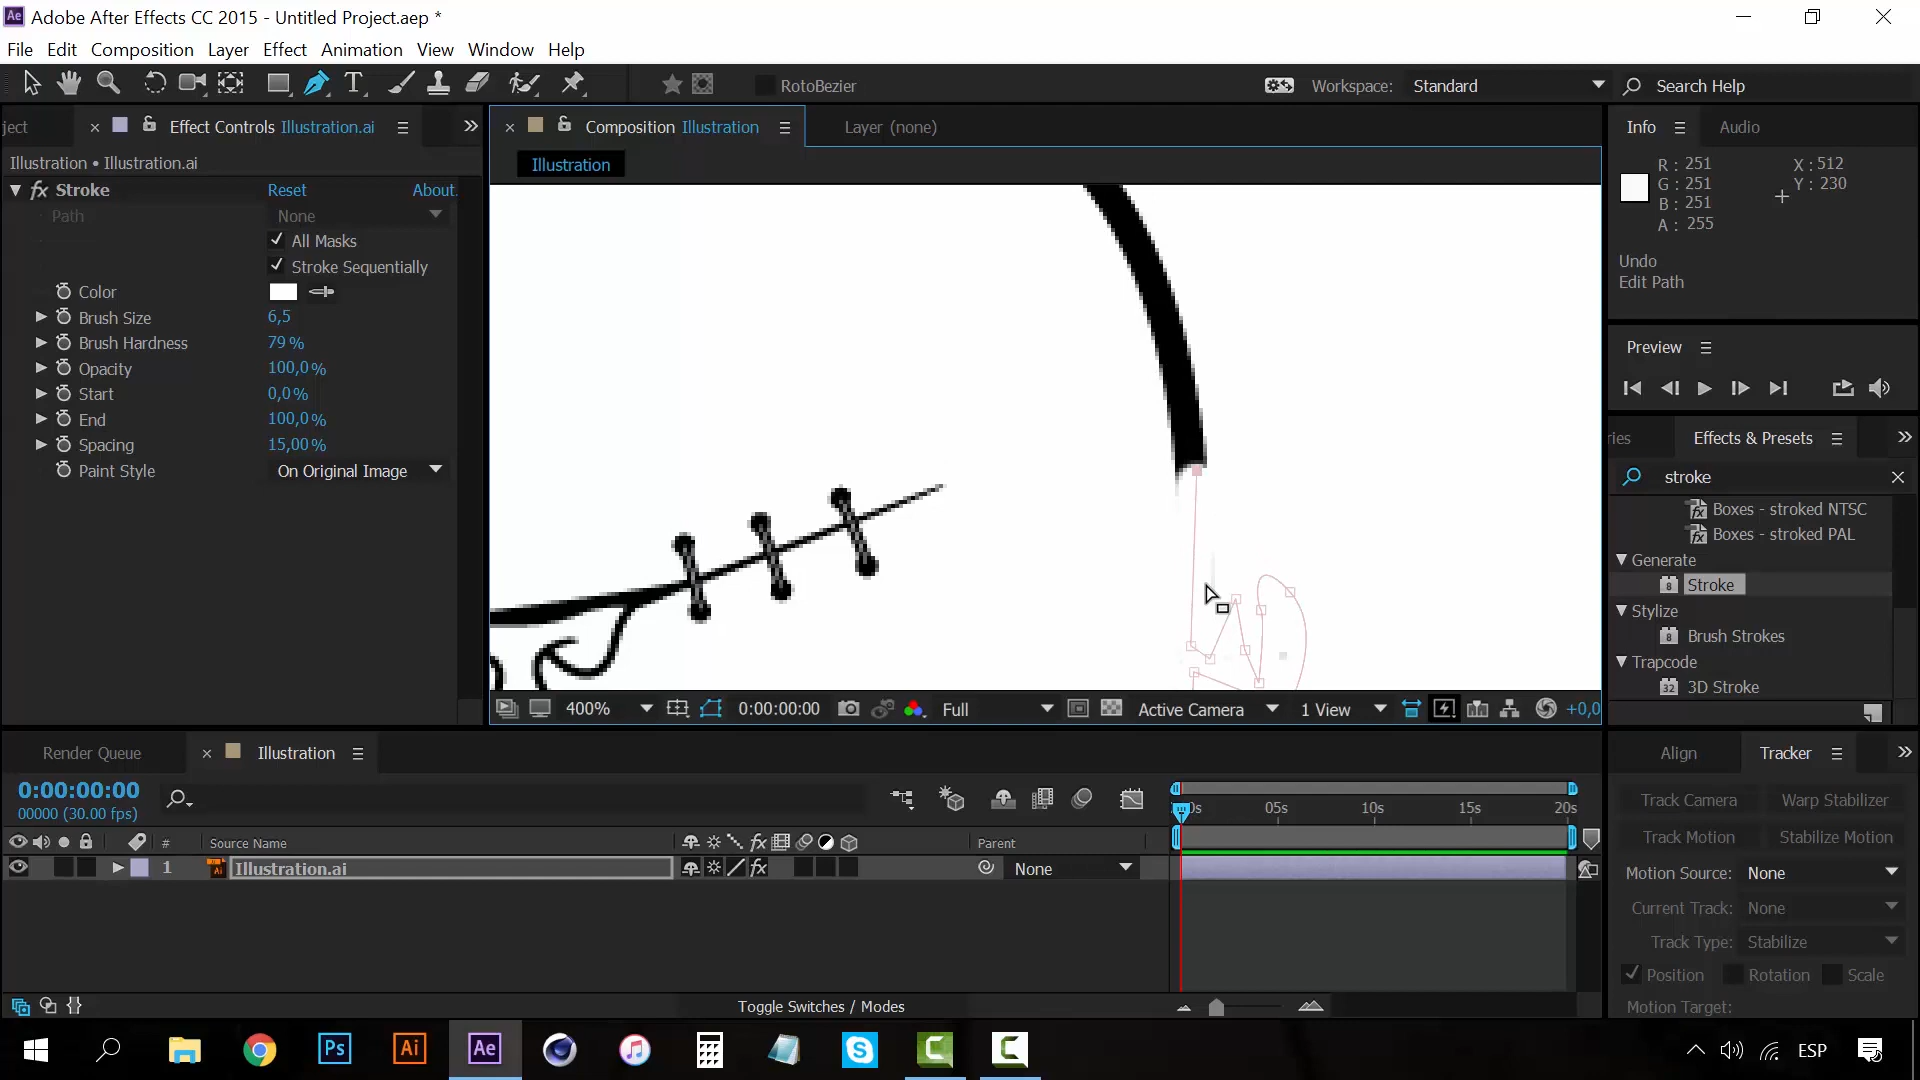 Adobe After Effects CC 2015 - Untitled Project.aep *
File Edit Composition Layer Effect Animation View Window Help
RotoBezier
Workspace: Standard
Search Help
ject
Effect Controls Illustration.ai
Illustration • Illustration.ai
fx Stroke Reset About.
Path None
All Masks
Stroke Sequentially
Color
Brush Size 6,5
Brush Hardness 79 %
Opacity 100,0 %
Start 0,0 %
End 100,0 %
Spacing 15,00 %
Paint Style On Original Image
Composition Illustration
Layer (none)
Illustration
400% 0:00:00:00 Full Active Camera 1 View +0,0
Info Audio
R : 251
G : 251
B : 251
A : 255
X : 512
Y : 230
Undo
Edit Path
Preview
ries Effects & Presets
stroke
Boxes - stroked NTSC
Boxes - stroked PAL
Generate
Stroke
Stylize
Brush Strokes
Trapcode
3D Stroke
Render Queue
Illustration
0:00:00:00
00000 (30.00 fps)
# Source Name Parent
1 Illustration.ai None
0s 05s 10s 15s 20s
Toggle Switches / Modes
Align Tracker
Track Camera Warp Stabilizer
Track Motion Stabilize Motion
Motion Source: None
Current Track: None
Track Type: Stabilize
Position Rotation Scale
Motion Target:
Ps Ai Ae
ESP